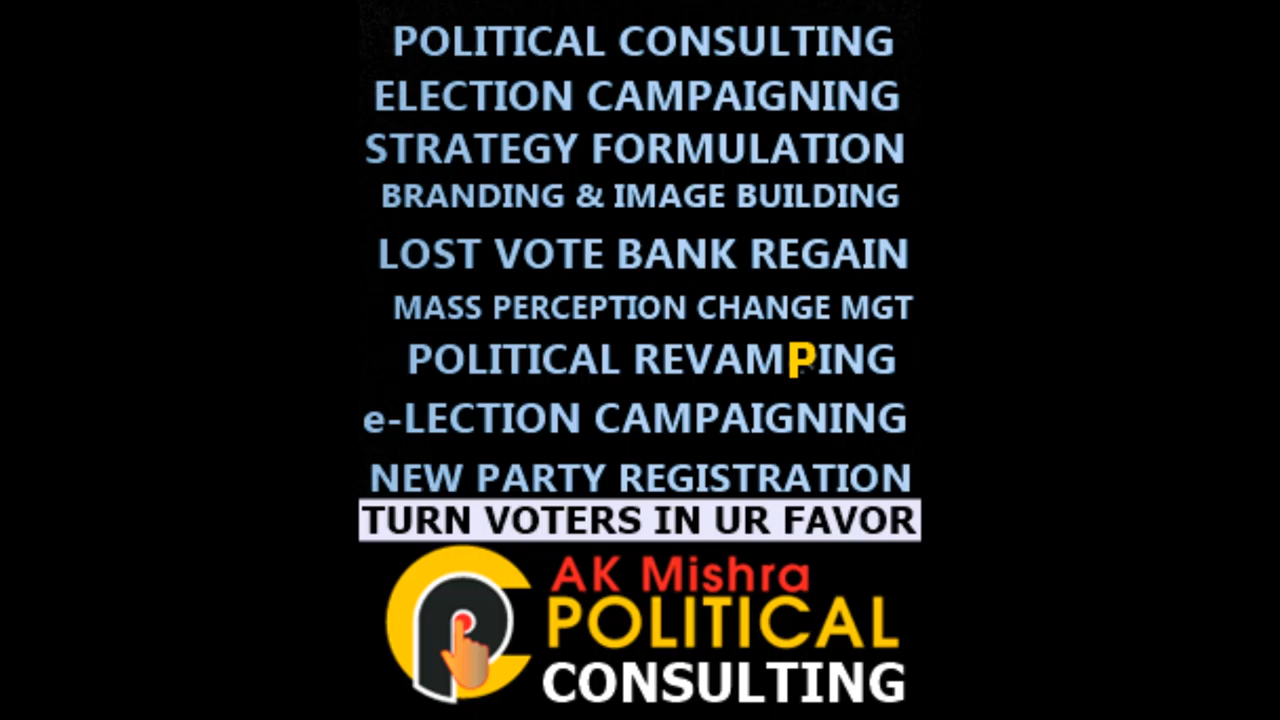 POLITICAL CONSULTING
ELECTION CAMPAIGNING
STRATEGY FORMULATION
BRANDING & IMAGE BUILDING
LOST VOTE BANK REGAIN
MASS PERCEPTION CHANGE MGT
POLITICAL REVAMPING
e-LECTION CAMPAIGNING
NEW PARTY REGISTRATION
TURN VOTERS IN UR FAVOR
AK Mishra
POLITICAL
CONSULTING